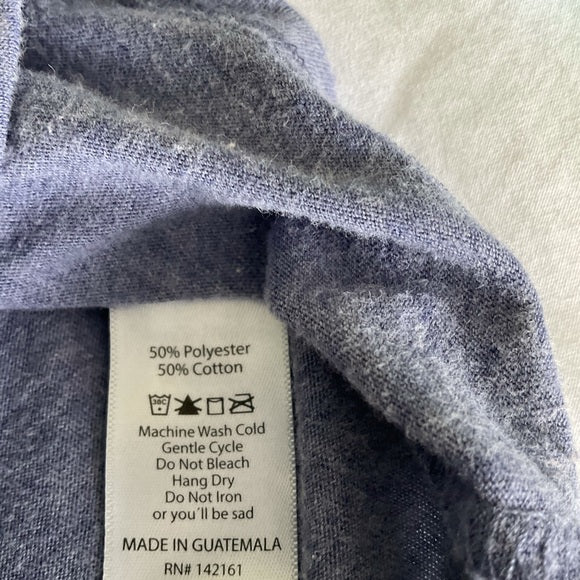 50% Polyester
50% Cotton
38C
Machine Wash Cold
Gentle Cycle
Do Not Bleach
Hang Dry
Do Not Iron
or you'll be sad
MADE IN GUATEMALA
RN# 142161